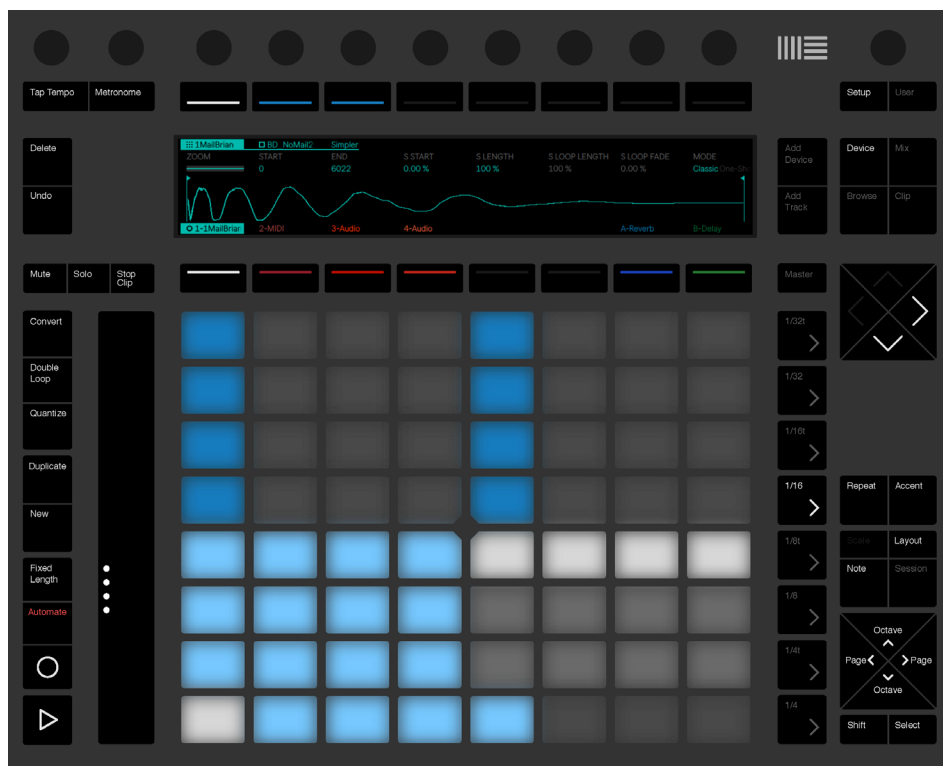 Tap Tempo Metronome Setup User
Delete
1MailBrian BD_NoMail2 Simpler
ZOOM START END S START S LENGTH S LOOP LENGTH S LOOP FADE MODE
0 6022 0.00 % 100 % 100 % 0.00 % Classic One-Sh
Add
Device
Device Mix
Undo
Add
Track
Browse Clip
1-1MailBriar 2-MIDI 3-Audio 4-Audio A-Reverb B-Delay
Mute Solo Stop
Clip
Master
Convert 1/32t
Double
Loop
1/32
Quantize 1/16t
Duplicate
1/16 Repeat Accent
New
1/8t Scale Layout
Fixed
Length
Note Session
1/8
Automate
Octave
1/4t
Page Page
Octave
1/4
Shift Select